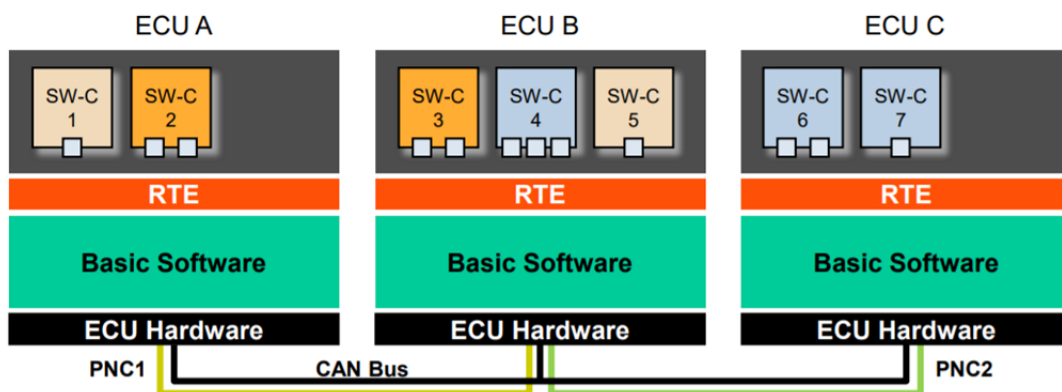 ECU A
ECU B
ECU C
SW-C
1
SW-C
2
SW-C
3
SW-C
4
SW-C
5
SW-C
6
SW-C
7
RTE
RTE
RTE
Basic Software
Basic Software
Basic Software
ECU Hardware
ECU Hardware
ECU Hardware
PNC1
CAN Bus
PNC2